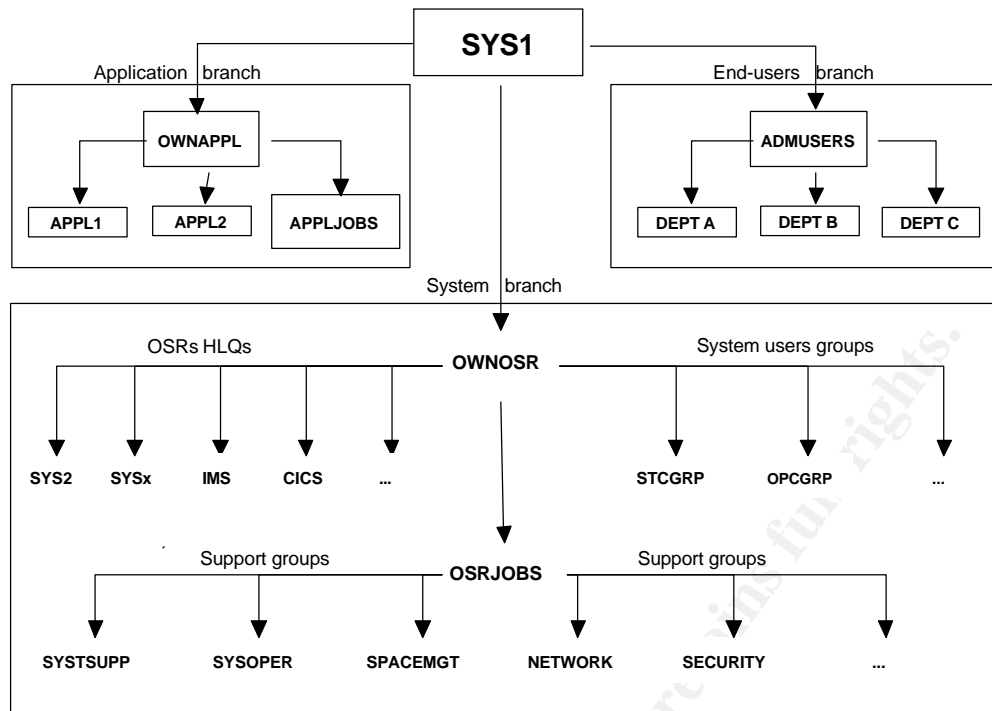 SYS1
Application branch
End-users branch
OWNAPPL
ADMUSERS
APPL1
APPL2
APPLJOBS
DEPT A
DEPT B
DEPT C
System branch
OSRs HLQs
OWNOSR
System users groups
SYS2
SYSx
IMS
CICS
...
STCGRP
OPCGRP
...
Support groups
OSRJOBS
Support groups
SYSTSUPP
SYSOPER
SPACEMGT
NETWORK
SECURITY
...
rights.